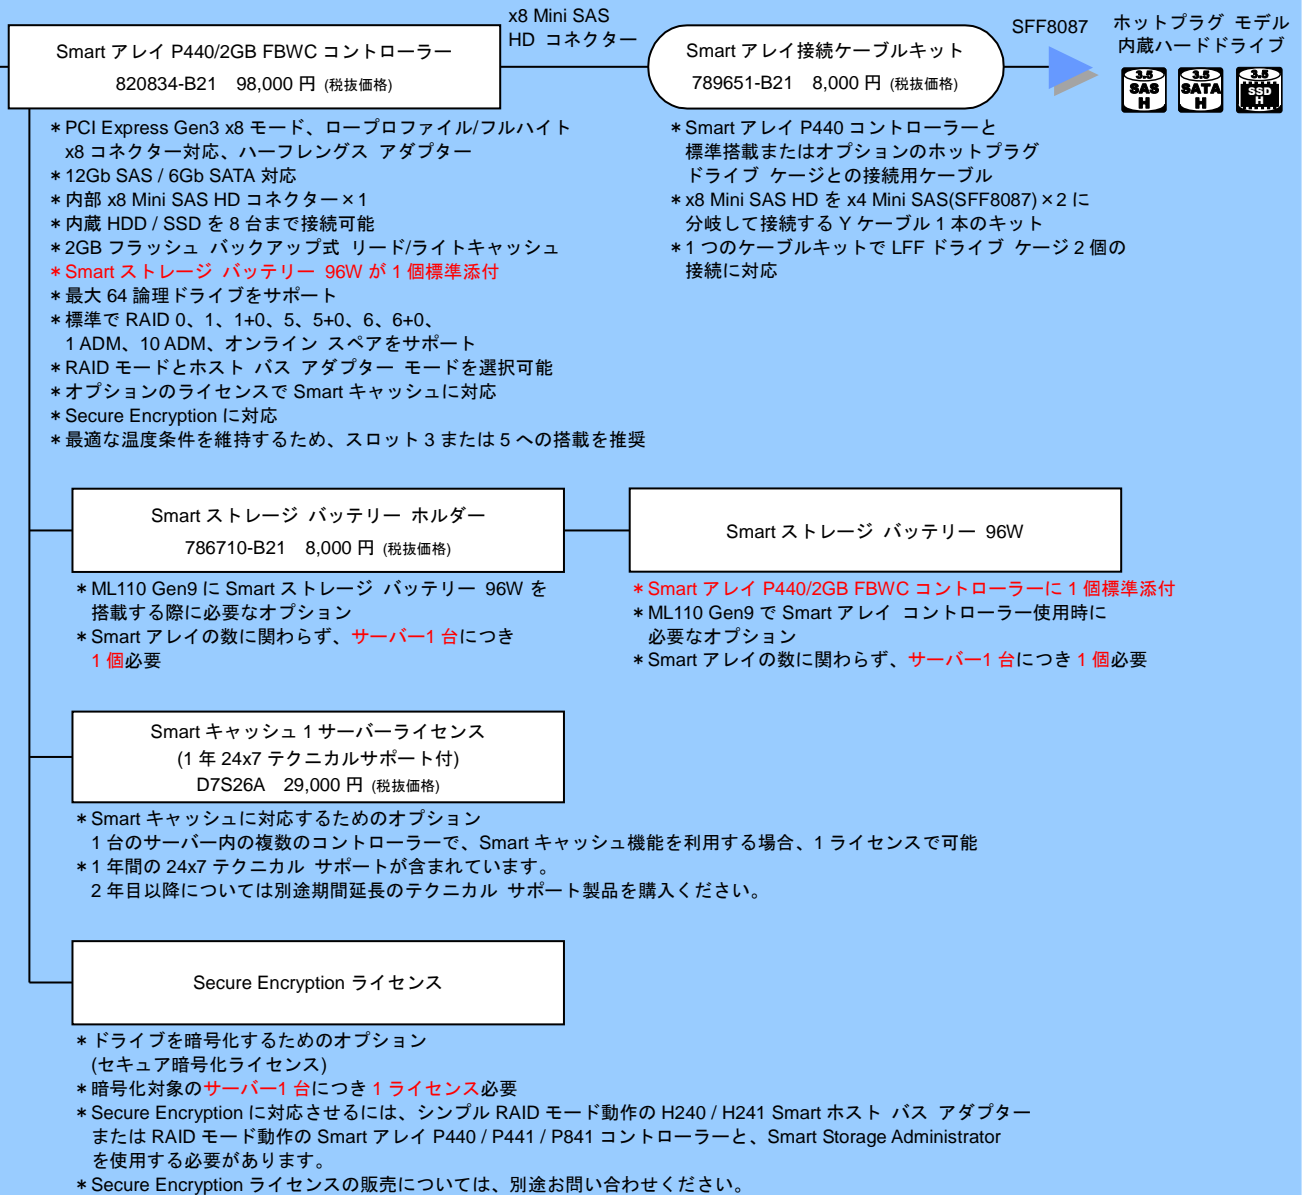 x8 Mini SAS
HD コネクター
SFF8087
ホットプラグ モデル
内蔵ハードドライブ
Smart アレイ P440/2GB FBWC コントローラー
820834-B21 98,000 円 (税抜価格)
Smart アレイ接続ケーブルキット
789651-B21 8,000 円 (税抜価格)
3.5 SAS H
3.5 SATA H
3.5 SSD H
＊PCI Express Gen3 x8 モード、ロープロファイル/フルハイト
x8 コネクター対応、ハーフレングス アダプター
＊12Gb SAS / 6Gb SATA 対応
＊内部 x8 Mini SAS HD コネクター×1
＊内蔵 HDD / SSD を 8 台まで接続可能
＊2GB フラッシュ バックアップ式 リード/ライトキャッシュ
＊Smart ストレージ バッテリー 96W が 1 個標準添付
＊最大 64 論理ドライブをサポート
＊標準で RAID 0、1、1+0、5、5+0、6、6+0、
1 ADM、10 ADM、オンライン スペアをサポート
＊RAID モードとホスト バス アダプター モードを選択可能
＊オプションのライセンスで Smart キャッシュに対応
＊Secure Encryption に対応
＊最適な温度条件を維持するため、スロット 3 または 5 への搭載を推奨
＊Smart アレイ P440 コントローラーと
標準搭載またはオプションのホットプラグ
ドライブ ケージとの接続用ケーブル
＊x8 Mini SAS HD を x4 Mini SAS(SFF8087)×2 に
分岐して接続する Y ケーブル 1 本のキット
＊1 つのケーブルキットで LFF ドライブ ケージ 2 個の
接続に対応
Smart ストレージ バッテリー ホルダー
786710-B21 8,000 円 (税抜価格)
Smart ストレージ バッテリー 96W
＊ML110 Gen9 に Smart ストレージ バッテリー 96W を
搭載する際に必要なオプション
＊Smart アレイの数に関わらず、サーバー1 台につき
1 個必要
＊Smart アレイ P440/2GB FBWC コントローラーに 1 個標準添付
＊ML110 Gen9 で Smart アレイ コントローラー使用時に
必要なオプション
＊Smart アレイの数に関わらず、サーバー1 台につき 1 個必要
Smart キャッシュ 1 サーバーライセンス
(1 年 24x7 テクニカルサポート付)
D7S26A 29,000 円 (税抜価格)
＊Smart キャッシュに対応するためのオプション
1 台のサーバー内の複数のコントローラーで、Smart キャッシュ機能を利用する場合、1 ライセンスで可能
＊1 年間の 24x7 テクニカル サポートが含まれています。
2 年目以降については別途期間延長のテクニカル サポート製品を購入ください。
Secure Encryption ライセンス
＊ドライブを暗号化するためのオプション
(セキュア暗号化ライセンス)
＊暗号化対象のサーバー1 台につき 1 ライセンス必要
＊Secure Encryption に対応させるには、シンプル RAID モード動作の H240 / H241 Smart ホスト バス アダプター
または RAID モード動作の Smart アレイ P440 / P441 / P841 コントローラーと、Smart Storage Administrator
を使用する必要があります。
＊Secure Encryption ライセンスの販売については、別途お問い合わせください。